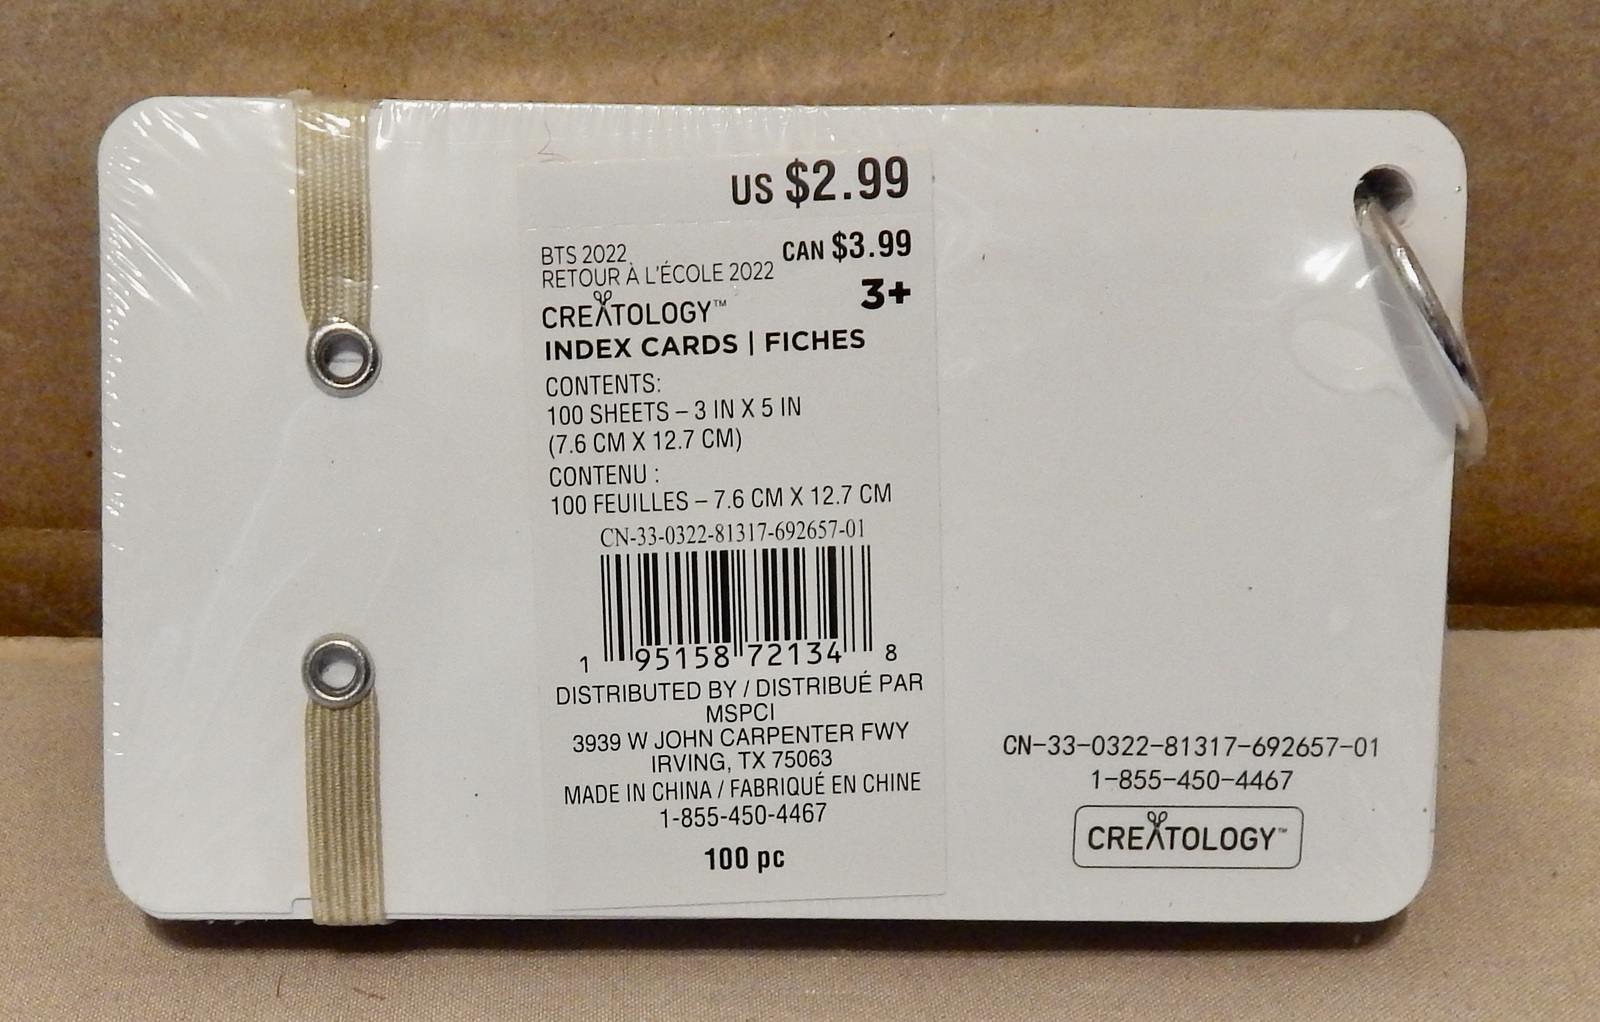 US $2.99
BTS 2022
CAN $3.99
RETOUR À L'ÉCOLE 2022
CREATOLOGY™
3+
INDEX CARDS | FICHES
CONTENTS:
100 SHEETS – 3 IN X 5 IN
(7.6 CM X 12.7 CM)
CONTENU :
100 FEUILLES – 7.6 CM X 12.7 CM
CN-33-0322-81317-692657-01
1 95158 72134 8
DISTRIBUTED BY / DISTRIBUÉ PAR
MSPCI
3939 W JOHN CARPENTER FWY
IRVING, TX 75063
MADE IN CHINA / FABRIQUÉ EN CHINE
1-855-450-4467
100 pc
CN-33-0322-81317-692657-01
1-855-450-4467
CREATOLOGY™